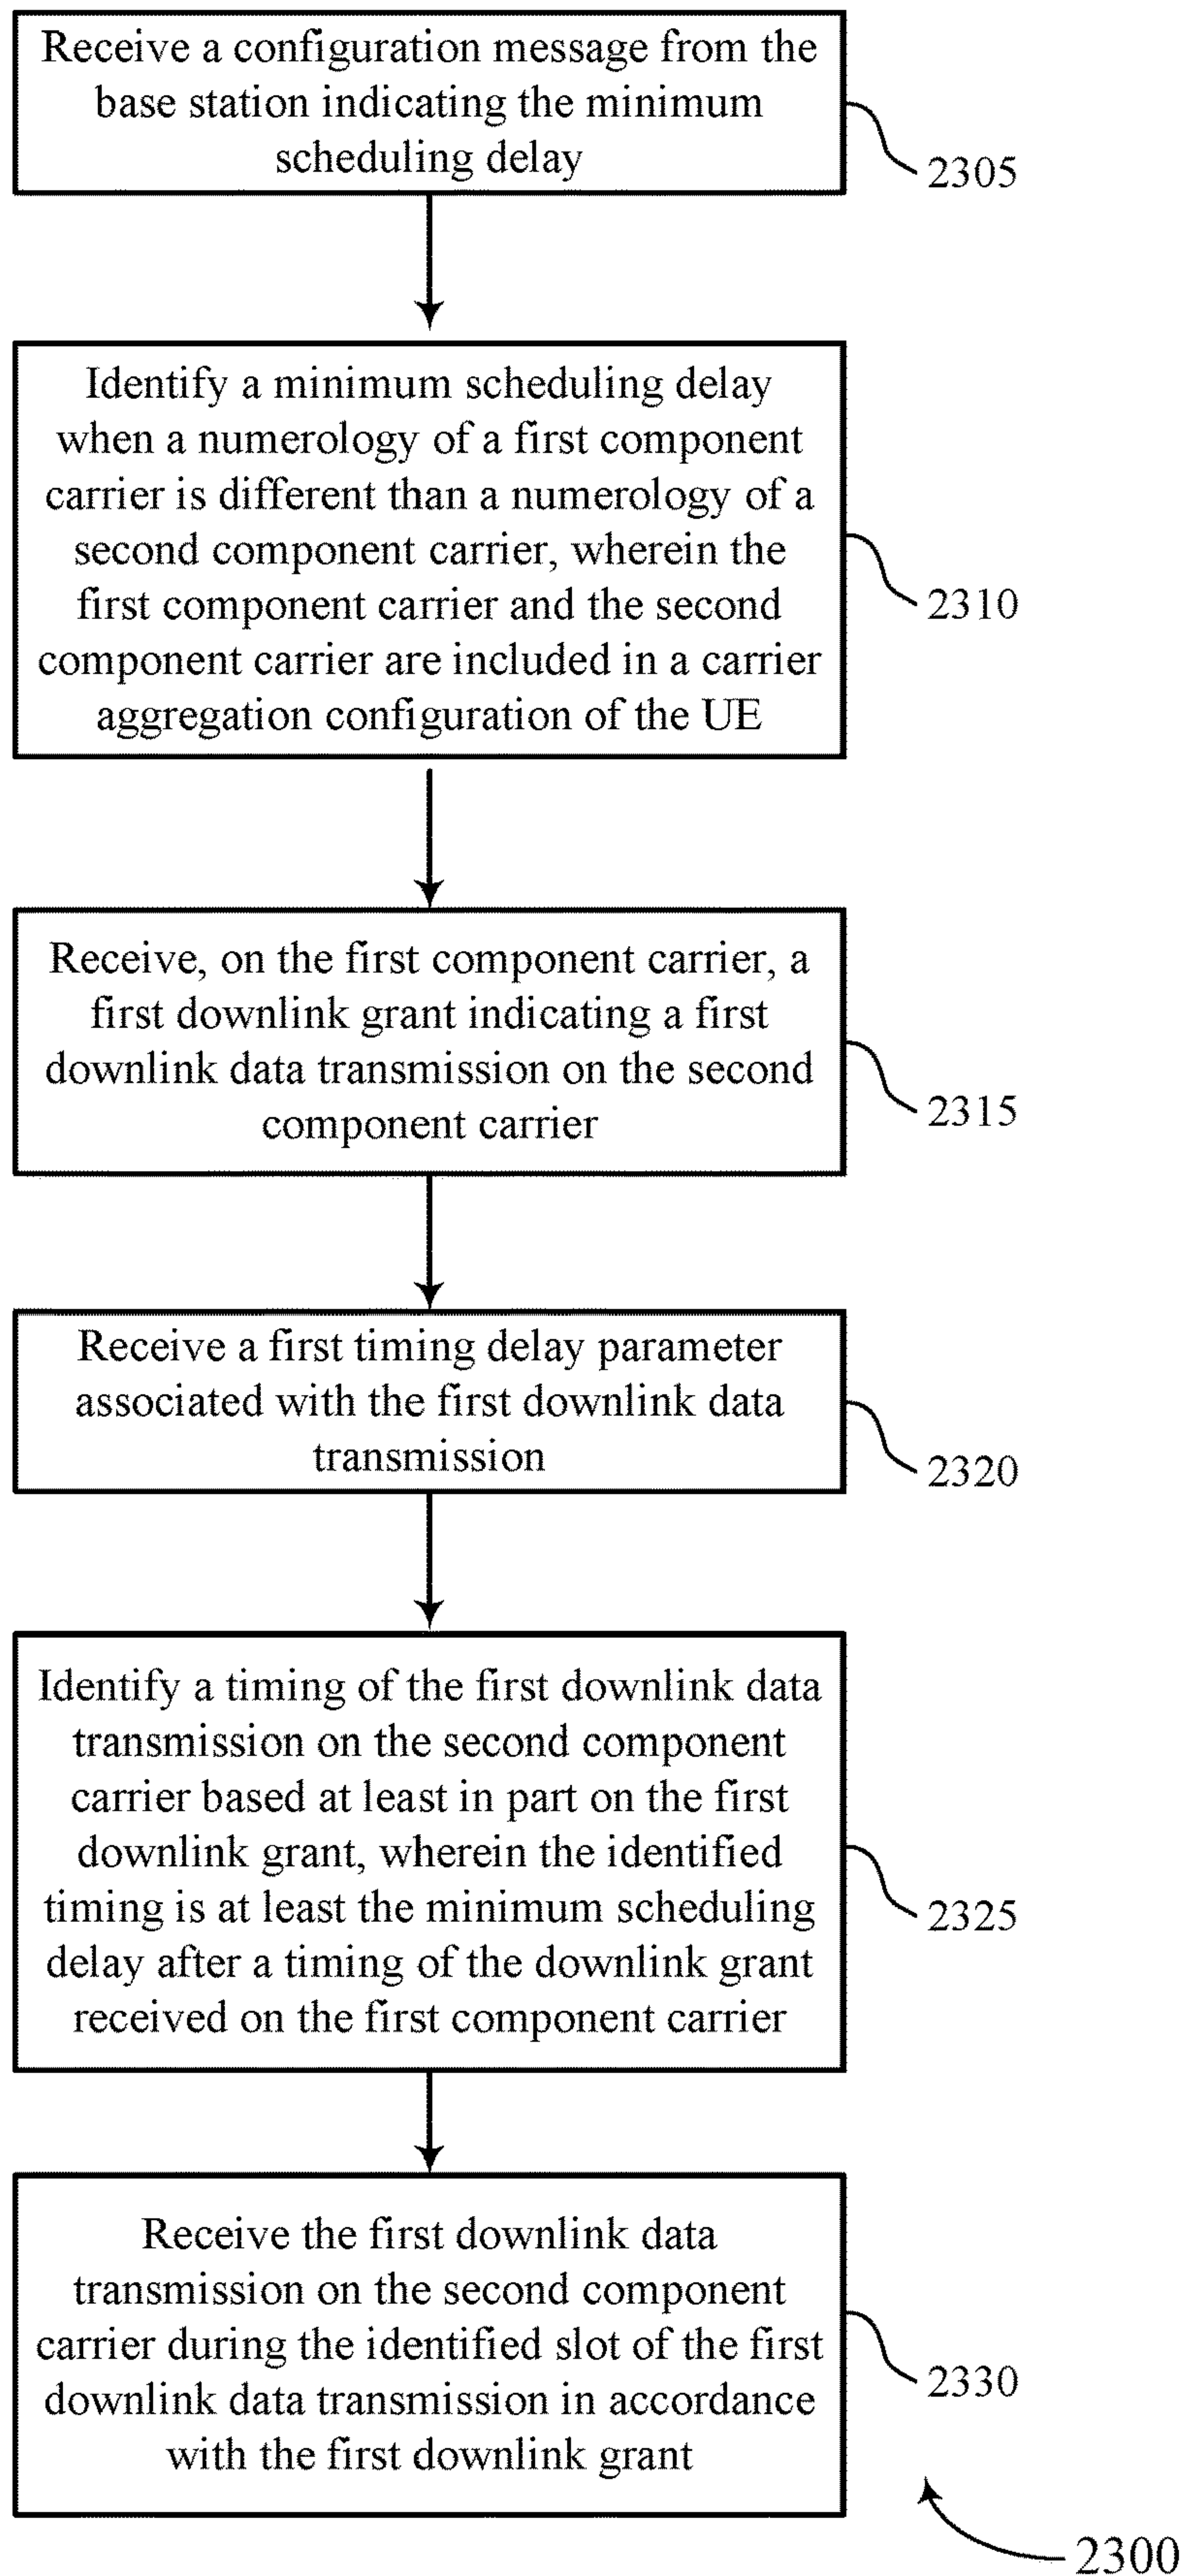 Receive a configuration message from the
base station indicating the minimum
scheduling delay
2305
Identify a minimum scheduling delay
when a numerology of a first component
carrier is different than a numerology of a
second component carrier, wherein the
first component carrier and the second
component carrier are included in a carrier
aggregation configuration of the UE
2310
Receive, on the first component carrier, a
first downlink grant indicating a first
downlink data transmission on the second
component carrier
2315
Receive a first timing delay parameter
associated with the first downlink data
transmission
2320
Identify a timing of the first downlink data
transmission on the second component
carrier based at least in part on the first
downlink grant, wherein the identified
timing is at least the minimum scheduling
delay after a timing of the downlink grant
received on the first component carrier
2325
Receive the first downlink data
transmission on the second component
carrier during the identified slot of the first
downlink data transmission in accordance
with the first downlink grant
2330
2300